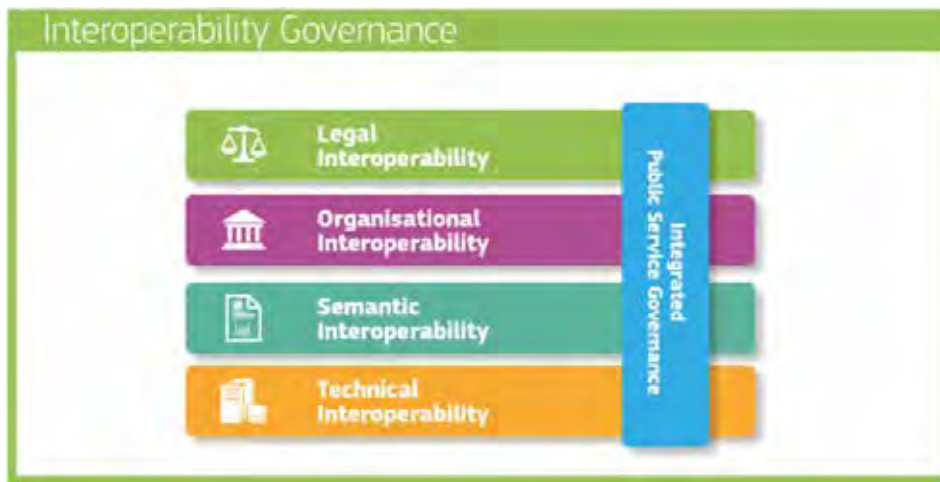 Interoperability Governance
Legal
Interoperability
Organisational
Interoperability
Semantic
Interoperability
Technical
Interoperability
Integrated
Public Service Governance